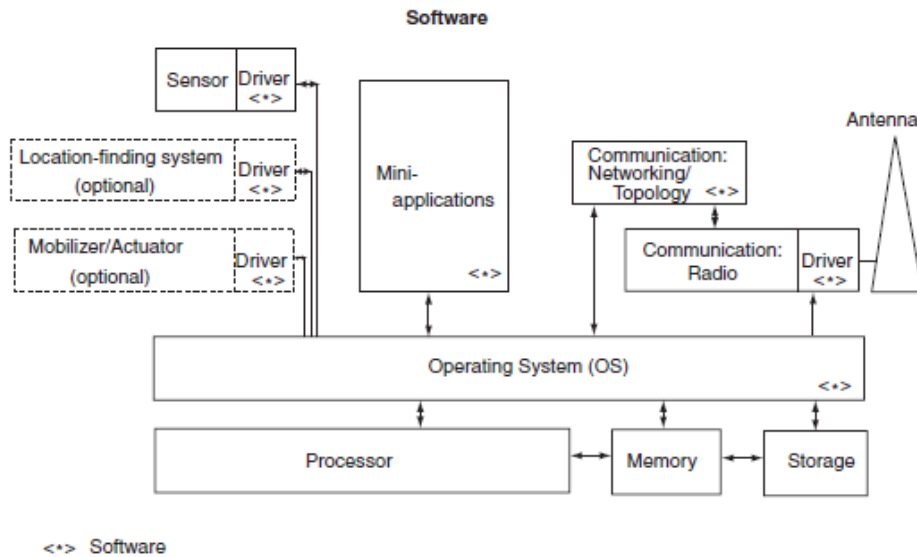 Software
Sensor
Driver
<*>
Location-finding system
(optional)
Driver
<*>
Mobilizer/Actuator
(optional)
Driver
<*>
Mini-
applications
<*>
Communication:
Networking/
Topology <*>
Communication:
Radio
Driver
<*>
Antenna
Operating System (OS)
<*>
Processor
Memory
Storage
<*> Software